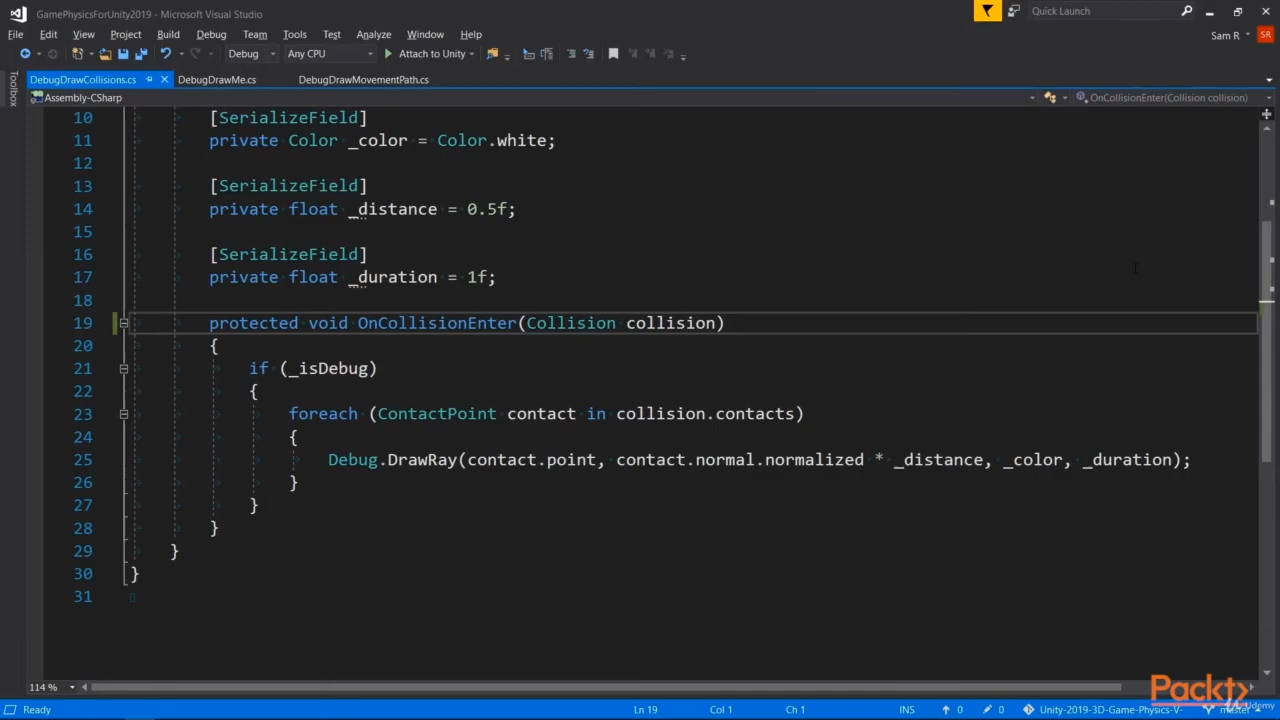 GamePhysicsForUnity2019 - Microsoft Visual Studio
Quick Launch
File Edit View Project Build Debug Team Tools Test Analyze Window Help
Sam R SR
Debug Any CPU Attach to Unity
Toolbox
DebugDrawCollisions.cs DebugDrawMe.cs DebugDrawMovementPath.cs
Assembly-CSharp OnCollisionEnter(Collision collision)
10 [SerializeField]
11 private Color _color = Color.white;
12
13 [SerializeField]
14 private float _distance = 0.5f;
15
16 [SerializeField]
17 private float _duration = 1f;
18
19 protected void OnCollisionEnter(Collision collision)
20 {
21 if (_isDebug)
22 {
23 foreach (ContactPoint contact in collision.contacts)
24 {
25 Debug.DrawRay(contact.point, contact.normal.normalized * _distance, _color, _duration);
26 }
27 }
28 }
29 }
30 }
31
114 %
Packt
Udemy
Ready Ln 19 Col 1 Ch 1 INS 0 0 Unity-2019-3D-Game-Physics-V- master